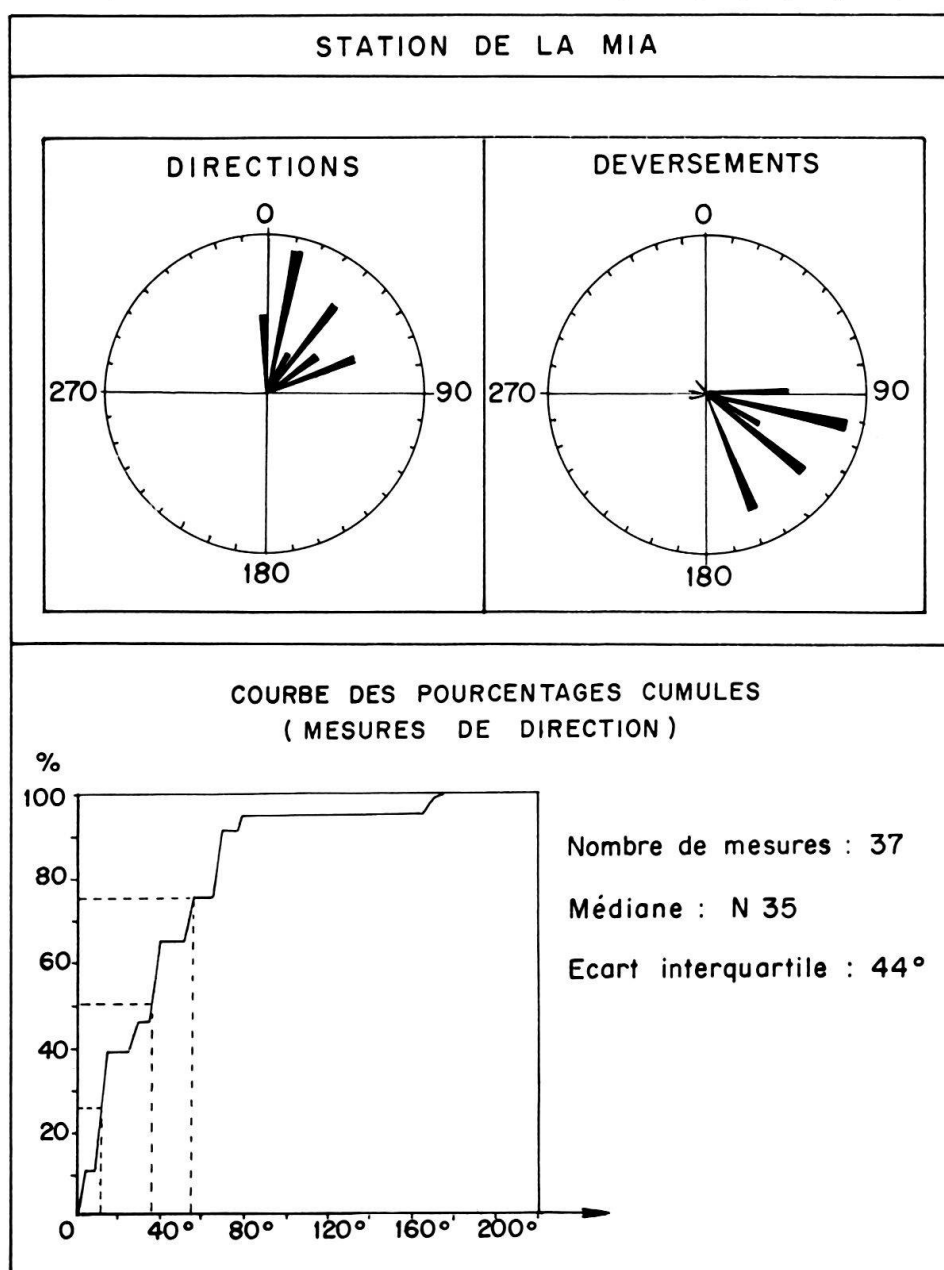 STATION DE LA MIA
DIRECTIONS
0
270
90
180
DEVERSEMENTS
0
270
90
180
COURBE DES POURCENTAGES CUMULES
( MESURES DE DIRECTION )
%
100
80
60
40
20
0 40° 80° 120° 160° 200°
Nombre de mesures : 37
Médiane : N 35
Ecart interquartile : 44°